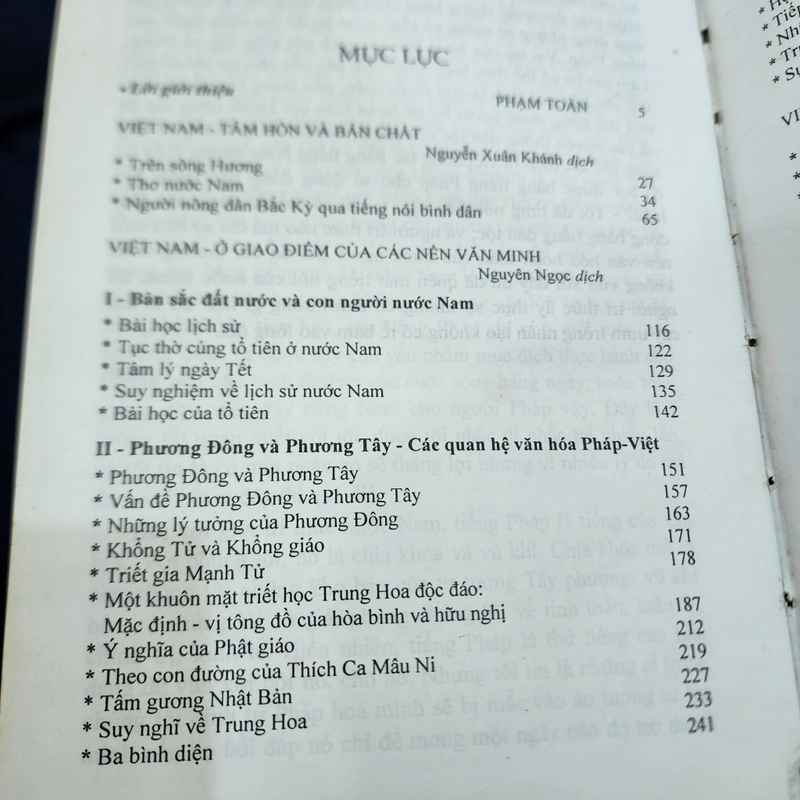 MỤC LỤC
* Lời giới thiệu PHẠM TOÀN 5
VIỆT NAM - TÂM HỒN VÀ BẢN CHẤT
Nguyễn Xuân Khánh dịch
* Trên sông Hương 27
* Thơ nước Nam 34
* Người nông dân Bắc Kỳ qua tiếng nói bình dân 65
VIỆT NAM - Ở GIAO ĐIỂM CỦA CÁC NỀN VĂN MINH
Nguyên Ngọc dịch
I - Bản sắc đất nước và con người nước Nam
* Bài học lịch sử 116
* Tục thờ cúng tổ tiên ở nước Nam 122
* Tâm lý ngày Tết 129
* Suy nghiệm về lịch sử nước Nam 135
* Bài học của tổ tiên 142
II - Phương Đông và Phương Tây - Các quan hệ văn hóa Pháp-Việt
* Phương Đông và Phương Tây 151
* Vấn đề Phương Đông và Phương Tây 157
* Những lý tưởng của Phương Đông 163
* Khổng Tử và Khổng giáo 171
* Triết gia Mạnh Tử 178
* Một khuôn mặt triết học Trung Hoa độc đáo:
Mặc định - vị tông đồ của hòa bình và hữu nghị 187
* Ý nghĩa của Phật giáo 212
* Theo con đường của Thích Ca Mâu Ni 219
* Tấm gương Nhật Bản 227
* Suy nghĩ về Trung Hoa 233
* Ba bình diện 241